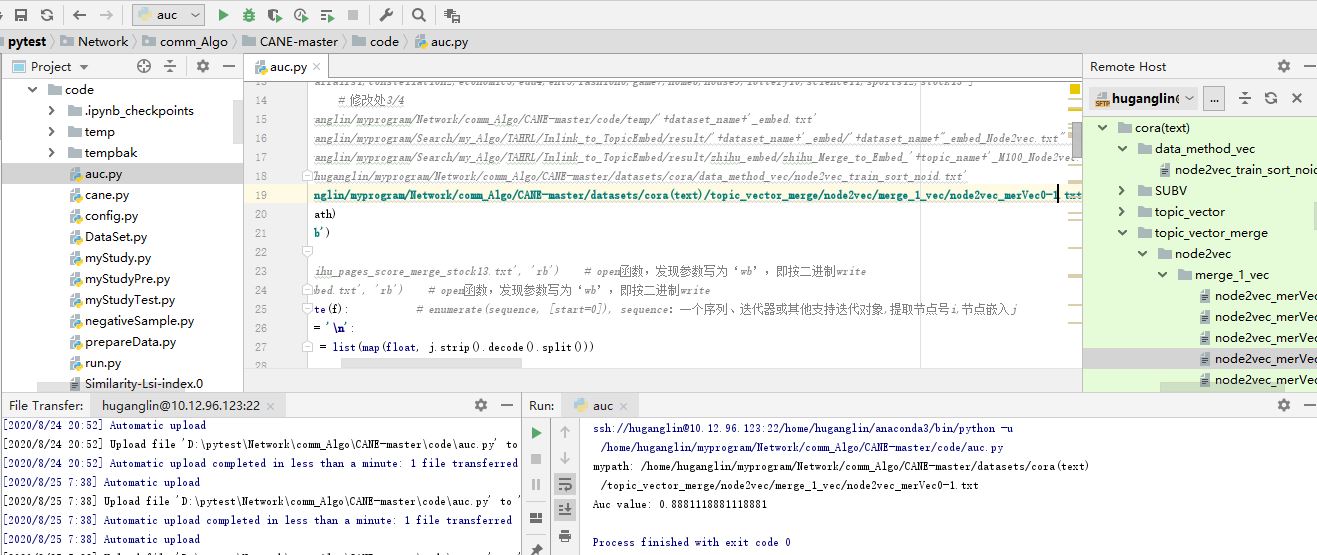 auc
pytest Network comm_Algo CANE-master code auc.py
Project
auc.py
Remote Host
code
.ipynb_checkpoints
temp
tempbak
auc.py
cane.py
config.py
DataSet.py
myStudy.py
myStudyPre.py
myStudyTest.py
negativeSample.py
prepareData.py
run.py
Similarity-Lsi-index.0
14 # 修改处3/4
15 anglin/myprogram/Network/comm_Algo/CANE-master/code/temp/'+dataset_name+'_embed.txt'
16 anglin/myprogram/Search/my_Algo/TAHRL/Inlink_to_TopicEmbed/result/"+dataset_name+'_embed/'+dataset_name+"_embed_Node2vec.txt"
17 anglin/myprogram/Search/my_Algo/TAHRL/Inlink_to_TopicEmbed/result/zhihu_embed/zhihu_Merge_to_Embed_'+topic_name+'_M100_Node2vec
18 huganglin/myprogram/Network/comm_Algo/CANE-master/datasets/cora/data_method_vec/node2vec_train_sort_noid.txt'
19 nglin/myprogram/Network/comm_Algo/CANE-master/datasets/cora(text)/topic_vector_merge/node2vec/merge_1_vec/node2vec_merVec0-1.txt
20 ath)
21 b')
22
23 ihu_pages_score_merge_stock13.txt', 'rb') # open函数，发现参数写为‘wb’，即按二进制write
24 bed.txt', 'rb') # open函数，发现参数写为‘wb’，即按二进制write
25 te(f): # enumerate(sequence, [start=0]), sequence：一个序列、迭代器或其他支持迭代对象,提取节点号i,节点嵌入j
26 = '\n':
27 = list(map(float, j.strip().decode().split()))
28
SFTP huganglin( ...
cora(text)
data_method_vec
node2vec_train_sort_noid
SUBV
topic_vector
topic_vector_merge
node2vec
merge_1_vec
node2vec_merVe
node2vec_merVe
node2vec_merVe
node2vec_merVe
node2vec_merVe
File Transfer: huganglin@10.12.96.123:22
[2020/8/24 20:52] Automatic upload
[2020/8/24 20:52] Upload file 'D:\pytest\Network\comm_Algo\CANE-master\code\auc.py' to
[2020/8/24 20:52] Automatic upload completed in less than a minute: 1 file transferred
[2020/8/25 7:38] Automatic upload
[2020/8/25 7:38] Upload file 'D:\pytest\Network\comm_Algo\CANE-master\code\auc.py' to '
[2020/8/25 7:38] Automatic upload completed in less than a minute: 1 file transferred
[2020/8/25 7:38] Automatic upload
Run: auc
ssh://huganglin@10.12.96.123:22/home/huganglin/anaconda3/bin/python -u
/home/huganglin/myprogram/Network/comm_Algo/CANE-master/code/auc.py
mypath: /home/huganglin/myprogram/Network/comm_Algo/CANE-master/datasets/cora(text)
/topic_vector_merge/node2vec/merge_1_vec/node2vec_merVec0-1.txt
Auc value: 0.8881118881118881
Process finished with exit code 0